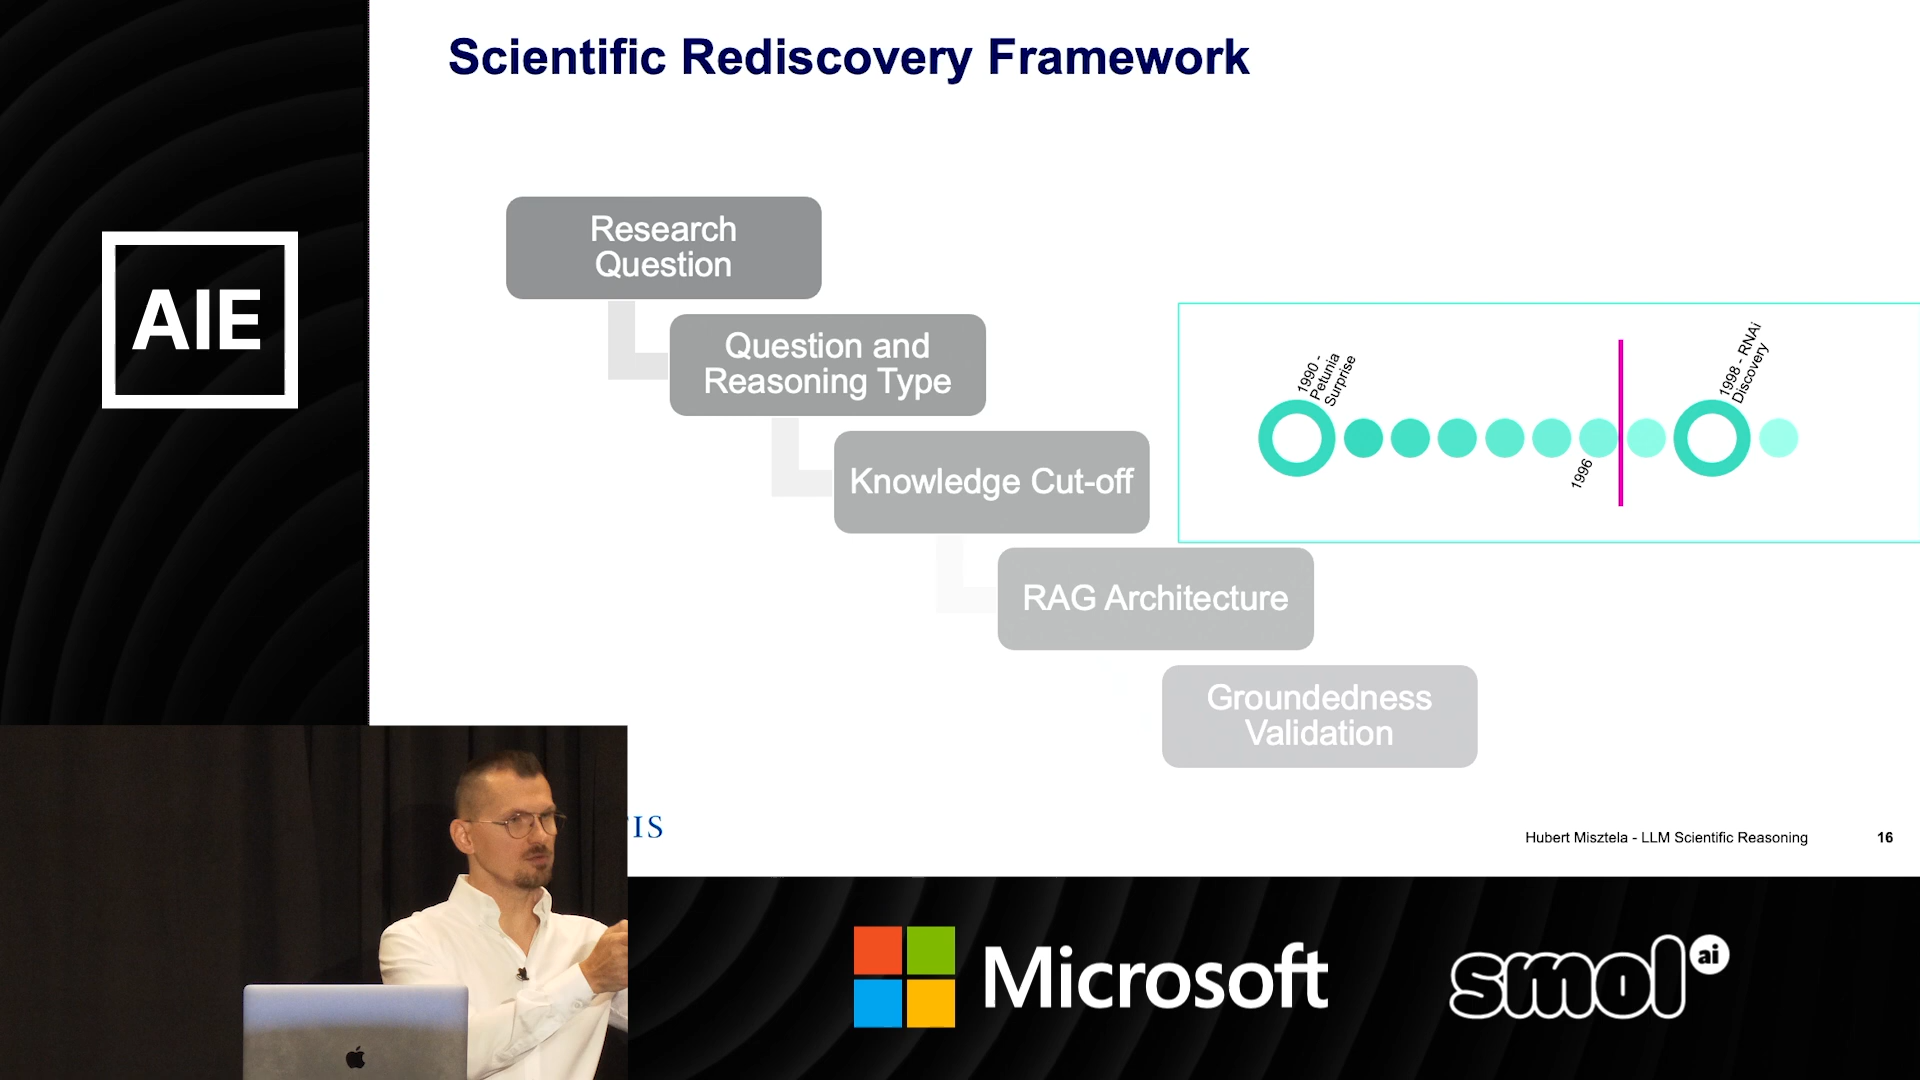 Scientific Rediscovery Framework
AIE
Research
Question
Question and
Reasoning Type
Knowledge Cut-off
RAG Architecture
Groundedness
Validation
1990 -
Petunia
Surprise
1996
1998 - RNAi
Discovery
TIS
Hubert Misztela - LLM Scientific Reasoning
16
Microsoft
smol
ai